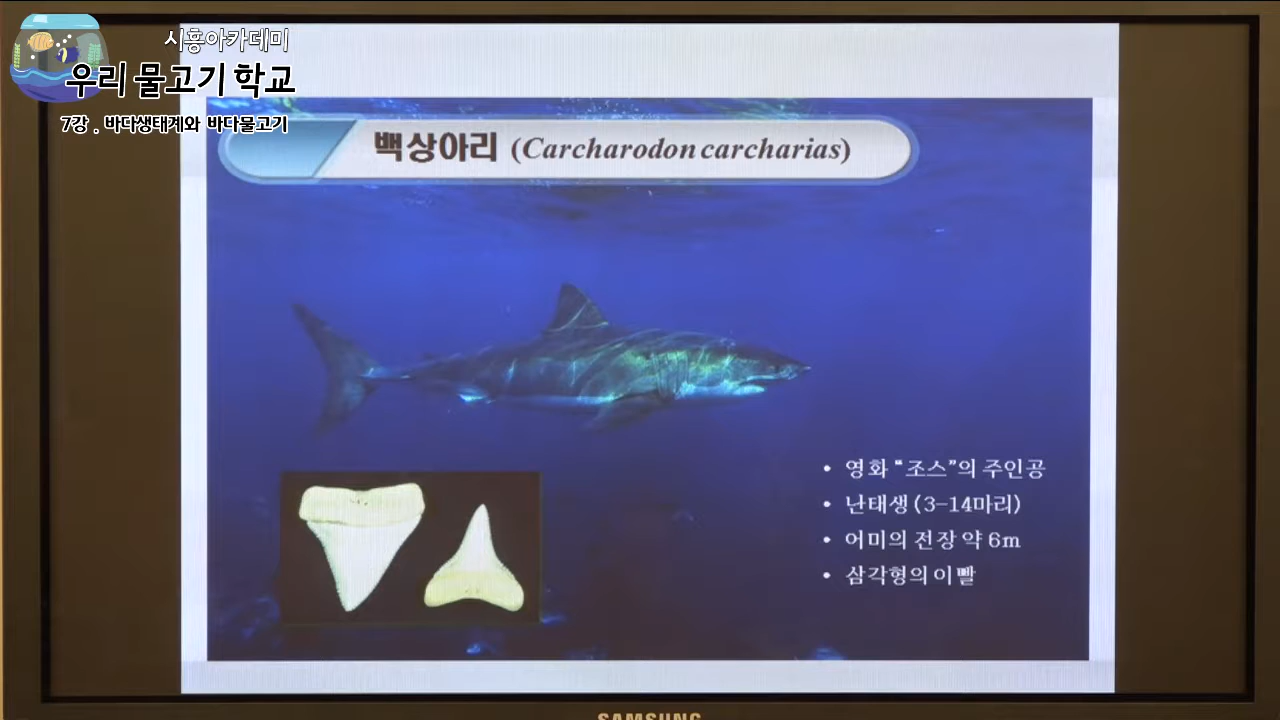 시흥아카데미
우리 물고기 학교
7강 . 바다생태계와 바다물고기
백상아리 (Carcharodon carcharias)
• 영화 “조스”의 주인공
• 난태생 (3-14마리)
• 어미의 전장 약 6m
• 삼각형의 이빨
SAMSUNG